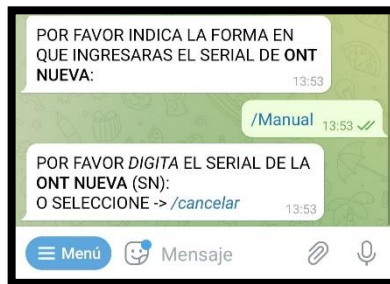 POR FAVOR INDICA LA FORMA EN
QUE INGRESARAS EL SERIAL DE ONT
NUEVA:
13:53
/Manual 13:53
POR FAVOR DIGITA EL SERIAL DE LA
ONT NUEVA (SN):
O SELECCIONE -> /cancelar
13:53
Menú Mensaje